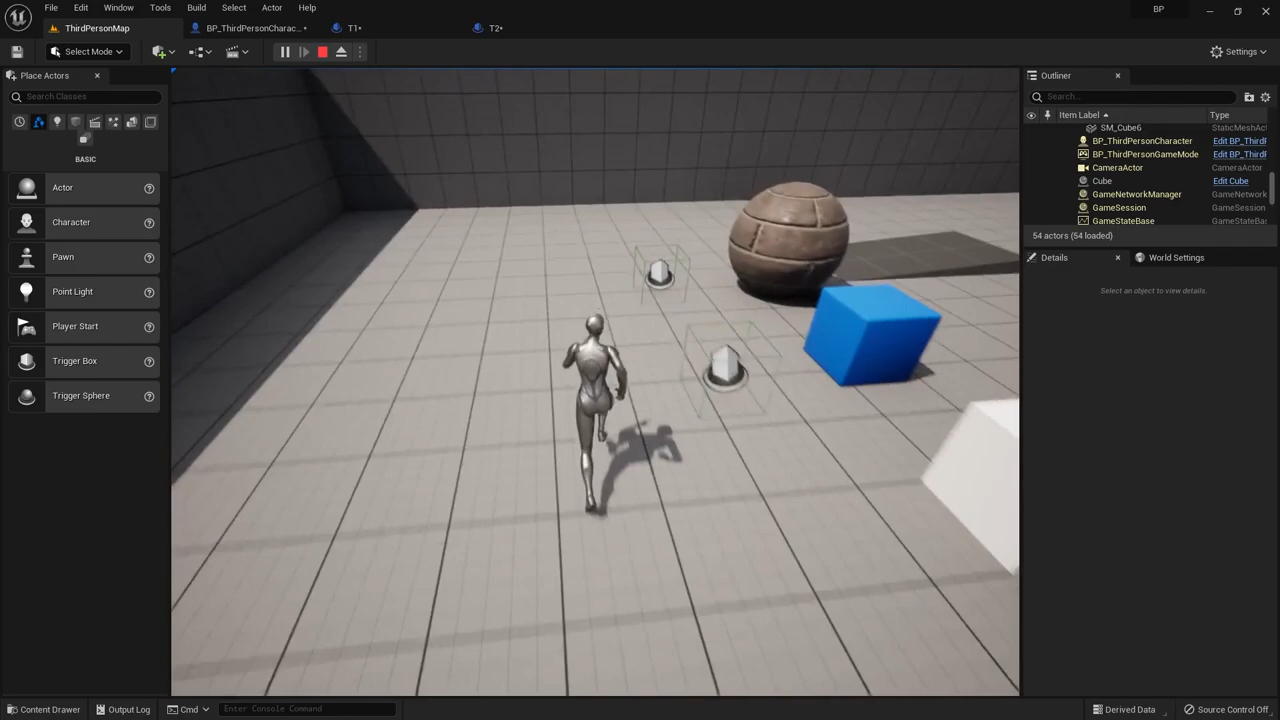 File Edit Window Tools Build Select Actor Help
BP
ThirdPersonMap
BP_ThirdPersonCharac...•
T1•
T2•
Select Mode
Settings
Place Actors
Search Classes
BASIC
Actor
Character
Pawn
Point Light
Player Start
Trigger Box
Trigger Sphere
Outliner
Search...
Item Label
Type
SM_Cube6 StaticMeshAct
BP_ThirdPersonCharacter Edit BP_ThirdF
BP_ThirdPersonGameMode Edit BP_ThirdF
CameraActor CameraActor
Cube Edit Cube
GameNetworkManager GameNetwork
GameSession GameSession
GameStateBase GameStateBas
54 actors (54 loaded)
Details
World Settings
Select an object to view details.
Content Drawer
Output Log
Cmd
Enter Console Command
Derived Data
Source Control Off